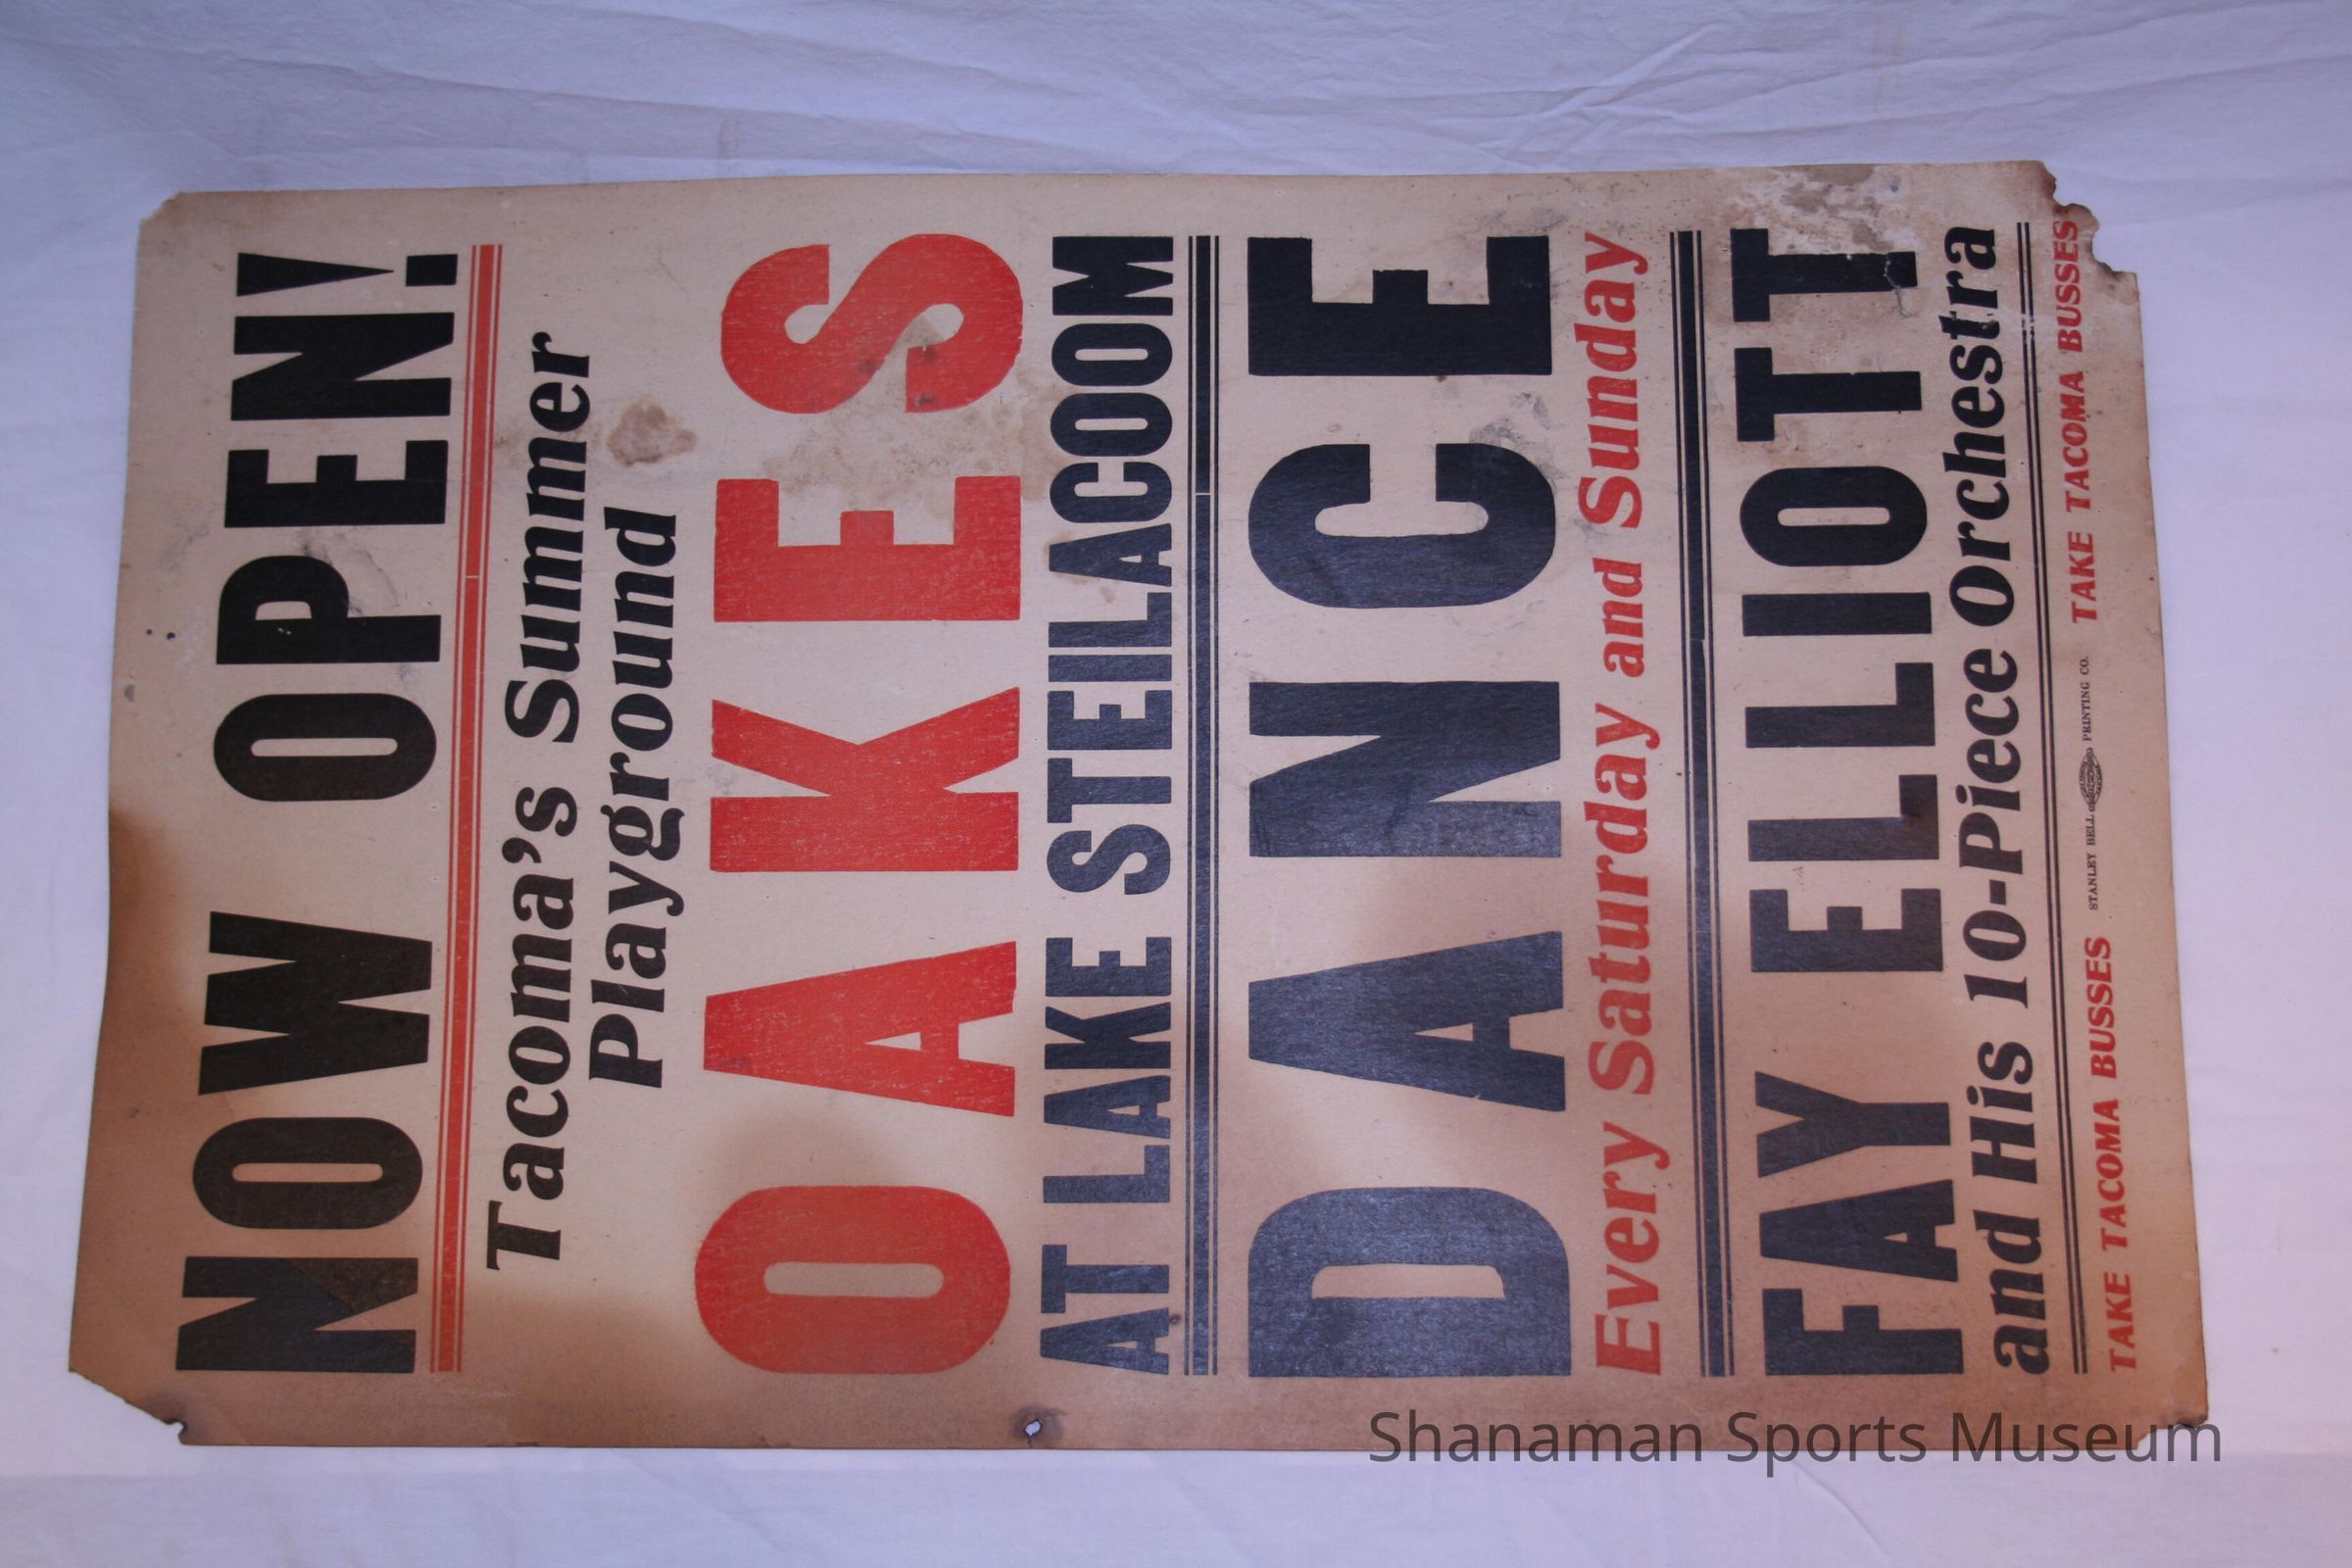 NOW OPEN!
Tacoma's Summer
Playground
OAKES
AT LAKE STEILACOOM
DANCE
Every Saturday and Sunday
FAY ELLIOTT
and His 10-Piece Orchestra
TAKE TACOMA BUSSES STANLEY BELL PRINTING CO. TAKE TACOMA BUSSES
Shanaman Sports Museum